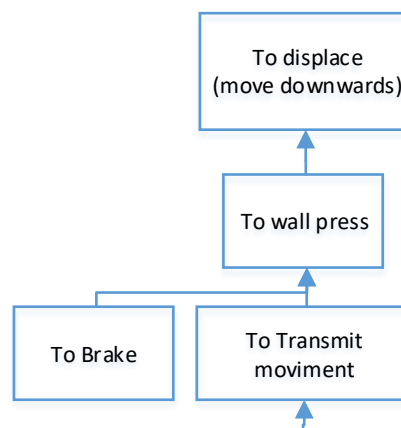 To displace
(move downwards)
To wall press
To Brake
To Transmit
moviment